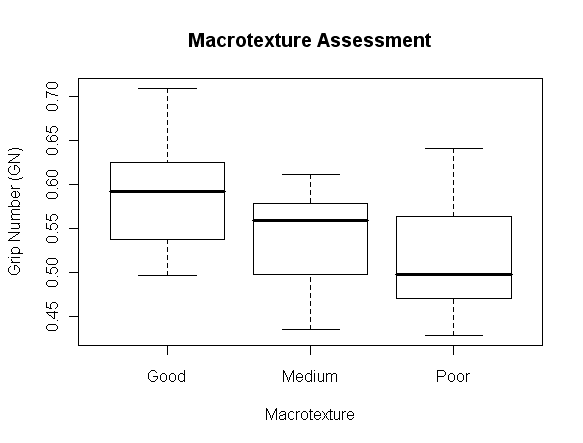 Macrotexture Assessment
Grip Number (GN)
0.70
0.65
0.60
0.55
0.50
0.45
Good Medium Poor
Macrotexture